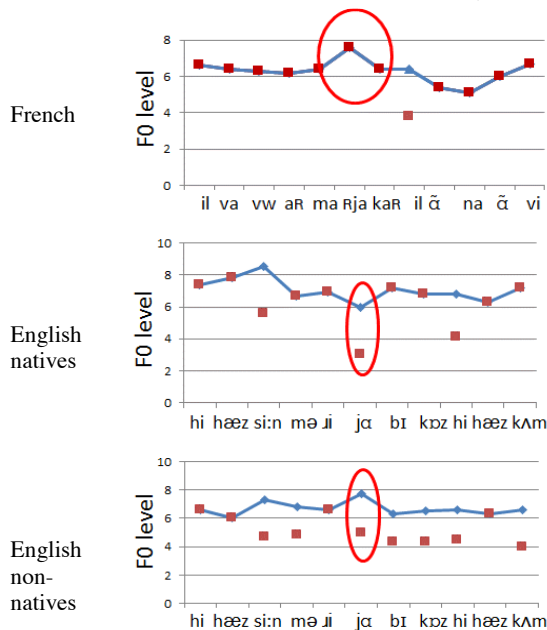 French
F0 level
8
6
4
2
0
il va vw aʀ ma ʀja kaʀ il ɑ̃ na ɑ̃ vi
English
natives
F0 level
10
8
6
4
2
0
hi hæz siːn mə ɹi jɑ bɪ kɒz hi hæz kʌm
English
non-
natives
F0 level
10
8
6
4
2
0
hi hæz siːn mə ɹi jɑ bɪ kɒz hi hæz kʌm